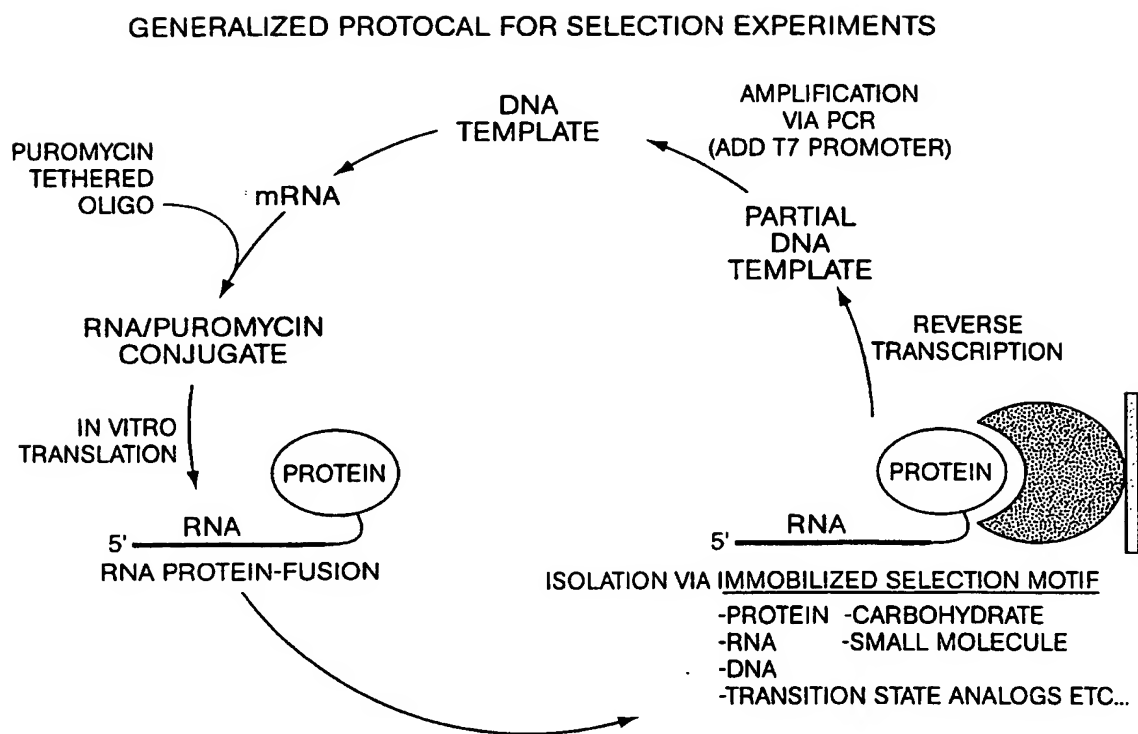 GENERALIZED PROTOCAL FOR SELECTION EXPERIMENTS
DNA
TEMPLATE
AMPLIFICATION
VIA PCR
(ADD T7 PROMOTER)
PUROMYCIN
TETHERED
OLIGO
mRNA
PARTIAL
DNA
TEMPLATE
RNA/PUROMYCIN
CONJUGATE
REVERSE
TRANSCRIPTION
IN VITRO
TRANSLATION
PROTEIN
RNA
5'
RNA PROTEIN-FUSION
PROTEIN
RNA
5'
ISOLATION VIA IMMOBILIZED SELECTION MOTIF
-PROTEIN -CARBOHYDRATE
-RNA -SMALL MOLECULE
-DNA
-TRANSITION STATE ANALOGS ETC...